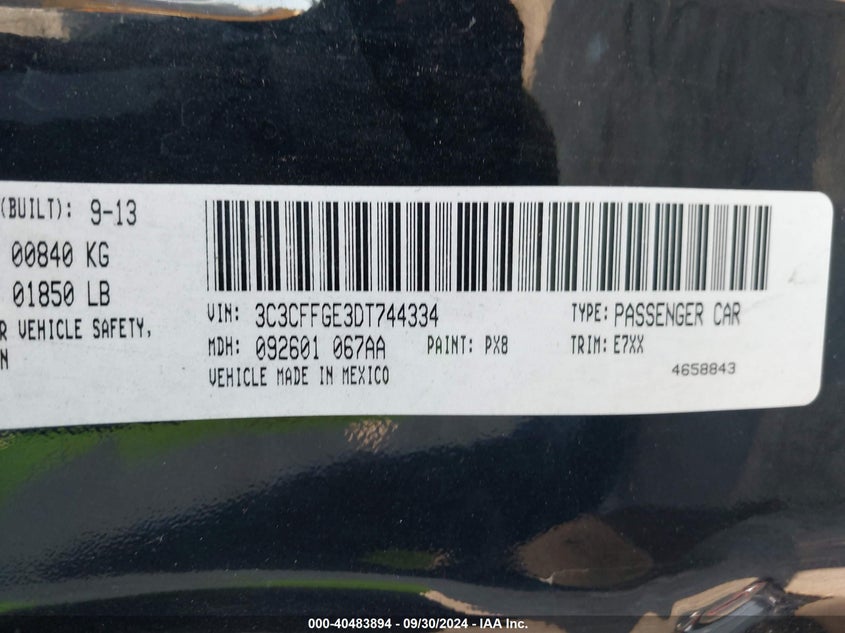 (BUILT): 9-13
00840 KG
01850 LB
R VEHICLE SAFETY,
N
VIN: 3C3CFFGE3DT744334 TYPE: PASSENGER CAR
MDH: 092601 067AA PAINT: PX8 TRIM: E7XX
VEHICLE MADE IN MEXICO 4658843
000-40483894 - 09/30/2024 - IAA Inc.